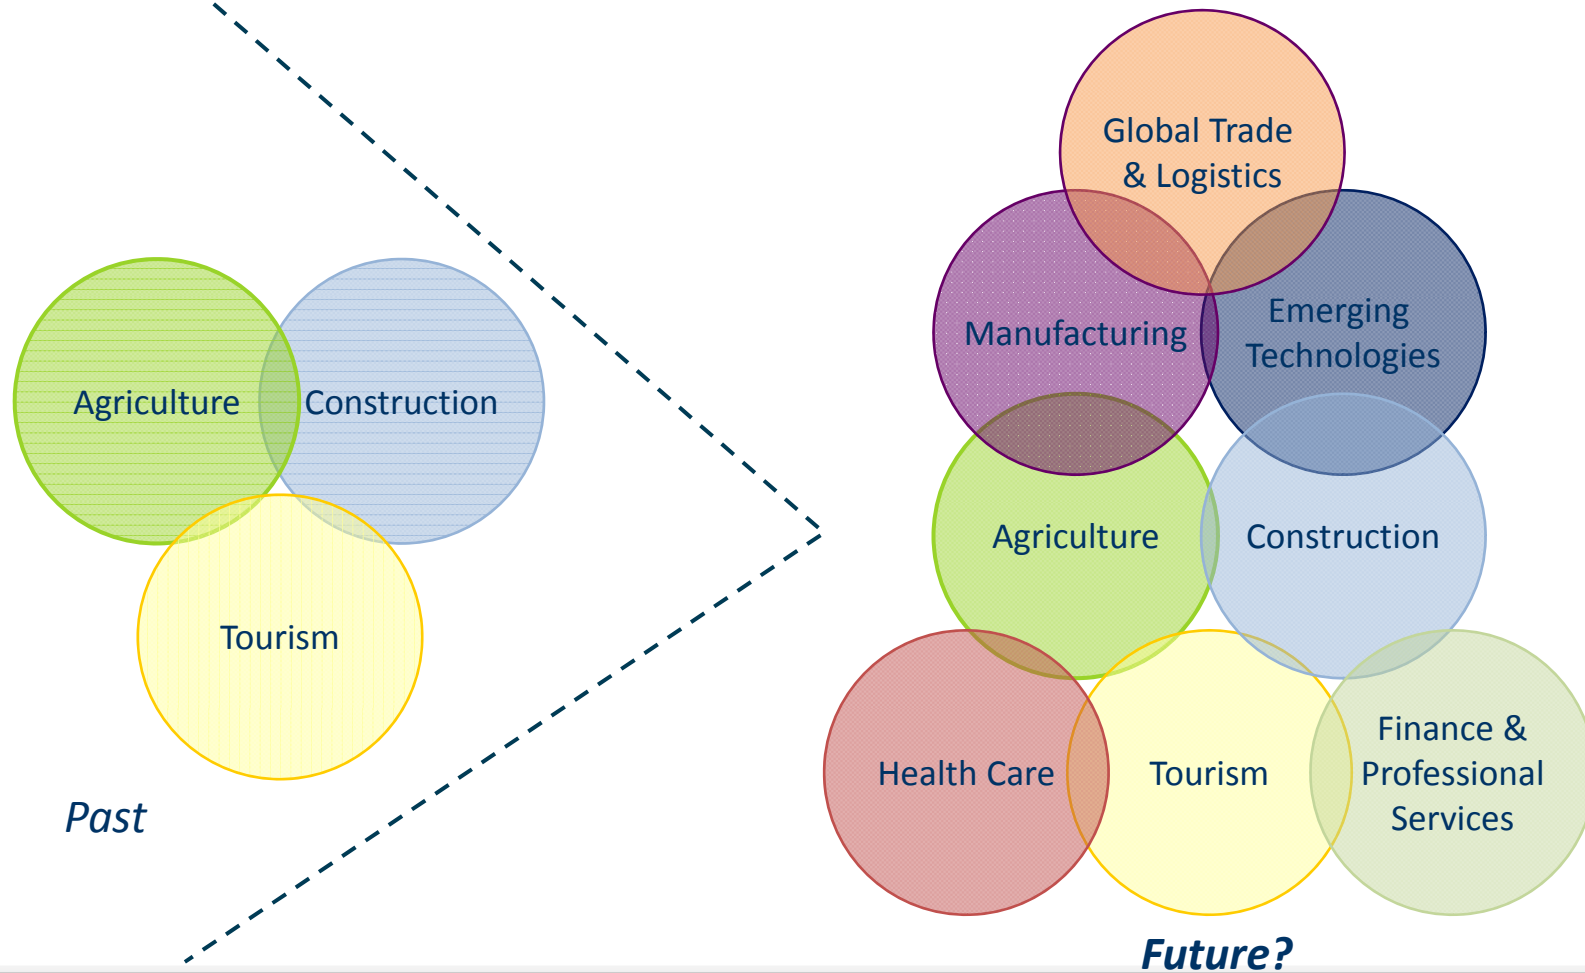 Agriculture
Construction
Tourism
Past
Global Trade
& Logistics
Manufacturing
Emerging
Technologies
Agriculture
Construction
Health Care
Tourism
Finance &
Professional
Services
Future?